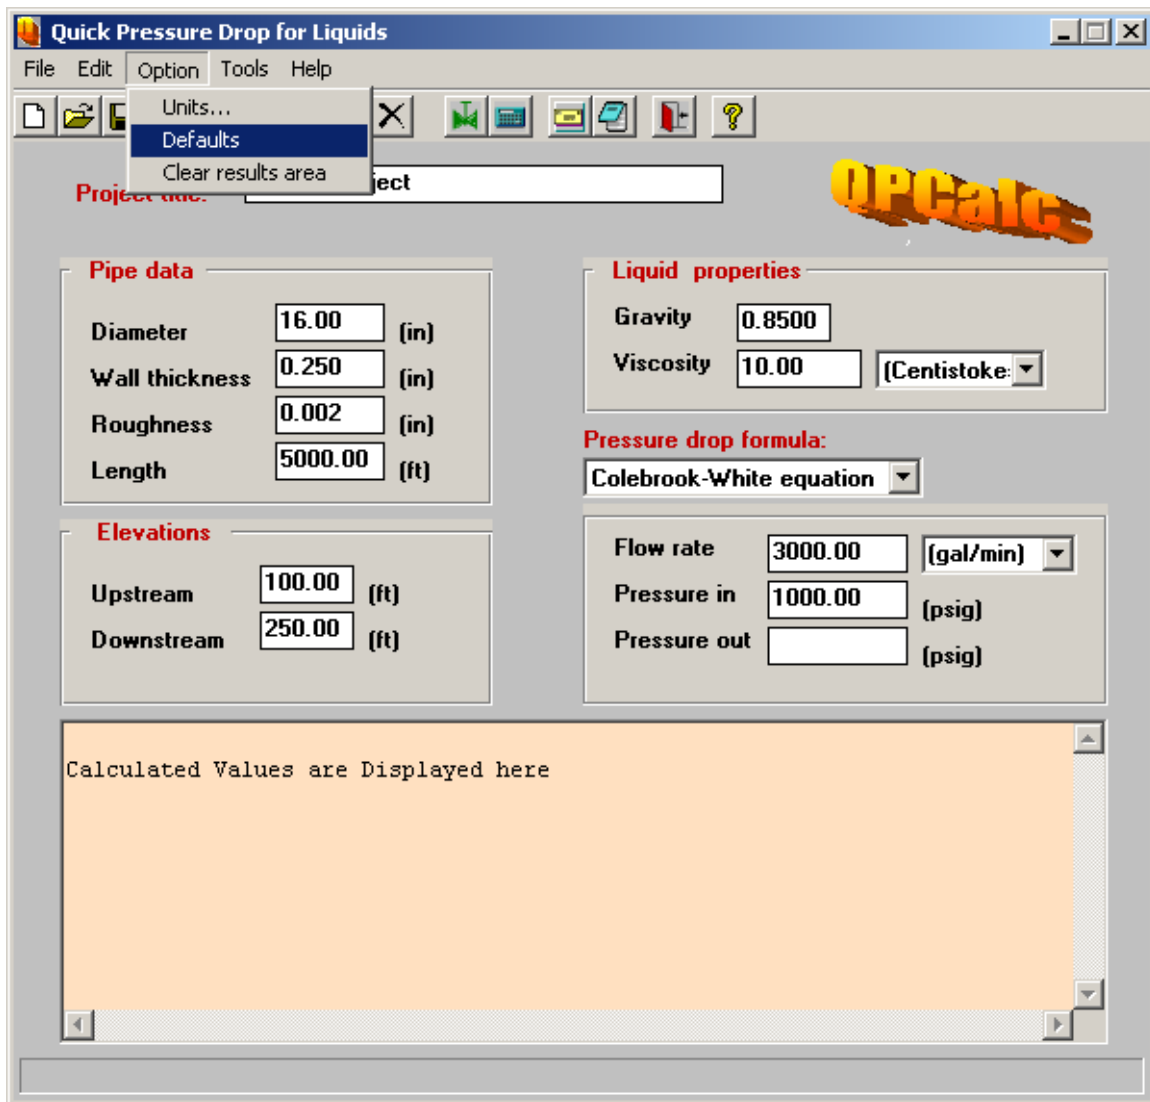 Quick Pressure Drop for Liquids
File Edit Option Tools Help
Units...
Defaults
Clear results area
Project title: ject
QPCalc
Pipe data
Diameter 16.00 (in)
Wall thickness 0.250 (in)
Roughness 0.002 (in)
Length 5000.00 (ft)
Liquid properties
Gravity 0.8500
Viscosity 10.00 (Centistoke
Pressure drop formula:
Colebrook-White equation
Elevations
Upstream 100.00 (ft)
Downstream 250.00 (ft)
Flow rate 3000.00 (gal/min)
Pressure in 1000.00 (psig)
Pressure out (psig)
Calculated Values are Displayed here